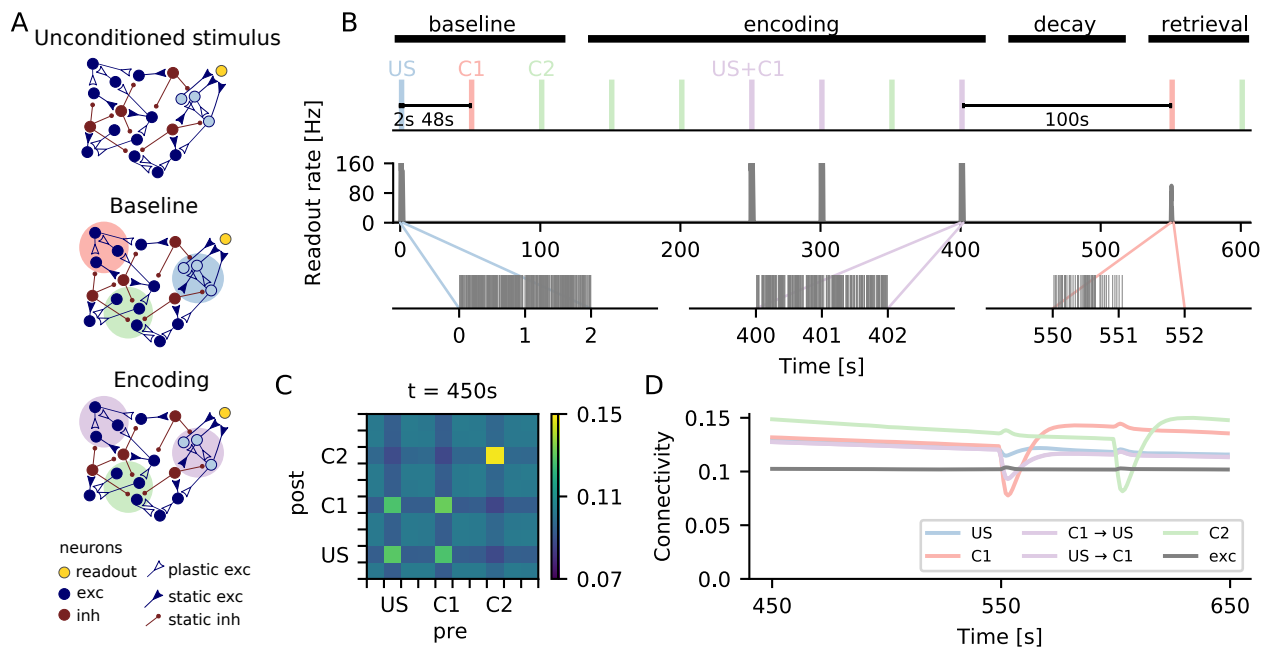 A
Unconditioned stimulus
Baseline
Encoding
neurons
readout
exc
inh
plastic exc
static exc
static inh
B
baseline encoding decay retrieval
US C1 C2 US+C1
2s 48s 100s
Readout rate [Hz]
160
80
0
0 100 200 300 400 500 600
0 1 2 400 401 402 550 551 552
Time [s]
C
t = 450s
post
C2
C1
US
US C1 C2
pre
0.15
0.11
0.07
D
Connectivity
0.15
0.1
0.05
0.0
US C1 → US C2
C1 US → C1 exc
450 550 650
Time [s]